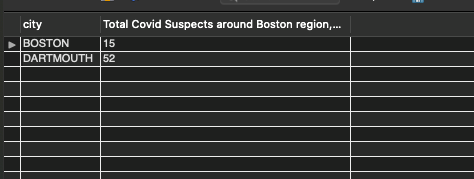 city Total Covid Suspects around Boston region,...
BOSTON 15
DARTMOUTH 52